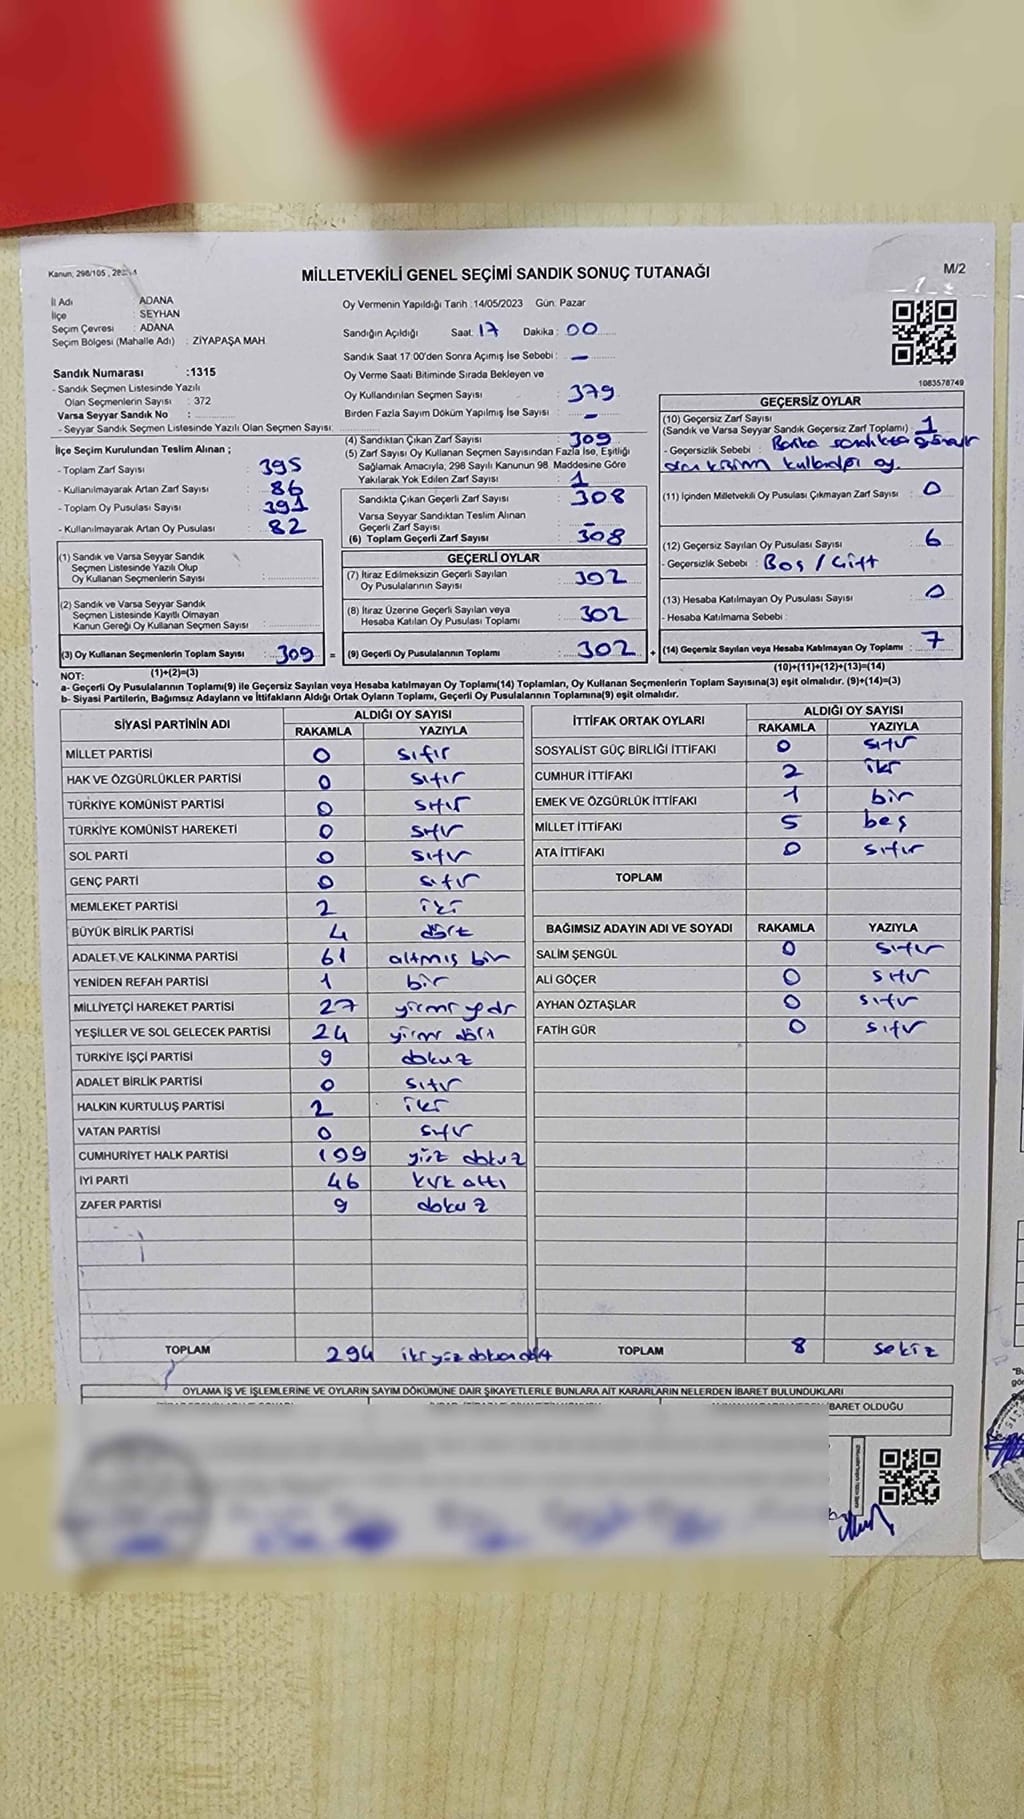 Kanun, 298/105
MİLLETVEKİLİ GENEL SEÇİMİ SANDIK SONUÇ TUTANAĞI
M/2
İl Adı ADANA
İlçe : SEYHAN
Seçim Çevresi : ADANA
Seçim Bölgesi (Mahalle Adı) : ZİYAPAŞA MAH.
Sandık Numarası :1315
- Sandık Seçmen Listesinde Yazılı
Olan Seçmenlerin Sayısı : 372
Varsa Seyyar Sandık No :
- Seyyar Sandık Seçmen Listesinde Yazılı Olan Seçmen Sayısı:
İlçe Seçim Kurulundan Teslim Alınan ;
- Toplam Zarf Sayısı : 395
- Kullanılmayarak Artan Zarf Sayısı : 86
- Toplam Oy Pusulası Sayısı : 391
- Kullanılmayarak Artan Oy Pusulası : 82
(1) Sandık ve Varsa Seyyar Sandık
Seçmen Listesinde Yazılı Olup
Oy Kullanan Seçmenlerin Sayısı :
(2) Sandık ve Varsa Seyyar Sandık
Seçmen Listesinde Kayıtlı Olmayan
Kanun Gereği Oy Kullanan Seçmen Sayısı :
(3) Oy Kullanan Seçmenlerin Toplam Sayısı : 309 =
(1)+(2)=(3)
Oy Vermenin Yapıldığı Tarih :14/05/2023 Gün: Pazar
Sandığın Açıldığı Saat: 17 Dakika : 00
Sandık Saat 17 00'den Sonra Açımış İse Sebebi : -
Oy Verme Saati Bitiminde Sırada Bekleyen ve
Oy Kullandırılan Seçmen Sayısı : 379
Birden Fazla Sayım Döküm Yapılmış İse Sayısı : -
(4) Sandıktan Çıkan Zarf Sayısı : 309
(5) Zarf Sayısı Oy Kullanan Seçmen Sayısından Fazla İse, Eşitliği
Sağlamak Amacıyla, 298 Sayılı Kanunun 98 Maddesine Göre
Yakılarak Yok Edilen Zarf Sayısı : 1
Sandıkta Çıkan Geçerli Zarf Sayısı : 308
Varsa Seyyar Sandıktan Teslim Alınan
Geçerli Zarf Sayısı : -
(6) Toplam Geçerli Zarf Sayısı : 308
GEÇERLİ OYLAR
(7) İtiraz Edilmeksizin Geçerli Sayılan
Oy Pusulalarının Sayısı : 302
(8) İtiraz Üzerine Geçerli Sayılan veya
Hesaba Katılan Oy Pusulası Toplamı : 302
(9) Geçerli Oy Pusulalarının Toplamı : 302 +
1083578749
GEÇERSİZ OYLAR
(10) Geçersiz Zarf Sayısı
(Sandık ve Varsa Seyyar Sandık Geçersiz Zarf Toplamı) : 1
- Geçersizlik Sebebi : Başka sandıkta
oy.
(11) İçinden Milletvekili Oy Pusulası Çıkmayan Zarf Sayısı : 0
(12) Geçersiz Sayılan Oy Pusulası Sayısı : 6
- Geçersizlik Sebebi : Boş / Çift
(13) Hesaba Katılmayan Oy Pusulası Sayısı : 0
- Hesaba Katılmama Sebebi :
(14) Geçersiz Sayılan veya Hesaba Katılmayan Oy Toplamı : 7
(10)+(11)+(12)+(13)=(14)
NOT:
a- Geçerli Oy Pusulalarının Toplamı(9) ile Geçersiz Sayılan veya Hesaba katılmayan Oy Toplamı(14) Toplamları, Oy Kullanan Seçmenlerin Toplam Sayısına(3) eşit olmalıdır. (9)+(14)=(3)
b- Siyasi Partilerin, Bağımsız Adayların ve İttifakların Aldığı Ortak Oyların Toplamı, Geçerli Oy Pusulalarının Toplamına(9) eşit olmalıdır.
SİYASİ PARTİNİN ADI ALDIĞI OY SAYISI
RAKAMLA YAZIYLA
MİLLET PARTİSİ 0 sıfır
HAK VE ÖZGÜRLÜKLER PARTİSİ 0 sıfır
TÜRKİYE KOMÜNİST PARTİSİ 0 sıfır
TÜRKİYE KOMÜNİST HAREKETİ 0 sıfır
SOL PARTİ 0 sıfır
GENÇ PARTİ 0 sıfır
MEMLEKET PARTİSİ 2 iki
BÜYÜK BİRLİK PARTİSİ 4 dört
ADALET VE KALKINMA PARTİSİ 61 altmış bir
YENİDEN REFAH PARTİSİ 1 bir
MİLLİYETÇİ HAREKET PARTİSİ 27 yirmi yedi
YEŞİLLER VE SOL GELECEK PARTİSİ 24 yirmi dört
TÜRKİYE İŞÇİ PARTİSİ 9 dokuz
ADALET BİRLİK PARTİSİ 0 sıfır
HALKIN KURTULUŞ PARTİSİ 2 iki
VATAN PARTİSİ 0 sıfır
CUMHURİYET HALK PARTİSİ 109 yüz dokuz
İYİ PARTİ 46 kırk altı
ZAFER PARTİSİ 9 dokuz
TOPLAM 294 iki yüz
İTTİFAK ORTAK OYLARI ALDIĞI OY SAYISI
RAKAMLA YAZIYLA
SOSYALİST GÜÇ BİRLİĞİ İTTİFAKI 0 sıfır
CUMHUR İTTİFAKI 2 iki
EMEK VE ÖZGÜRLÜK İTTİFAKI 1 bir
MİLLET İTTİFAKI 5 beş
ATA İTTİFAKI 0 sıfır
TOPLAM
BAĞIMSIZ ADAYIN ADI VE SOYADI RAKAMLA YAZIYLA
SALİM ŞENGÜL 0 sıfır
ALİ GÖÇER 0 sıfır
AYHAN ÖZTAŞLAR 0 sıfır
FATİH GÜR 0 sıfır
TOPLAM 8 sekiz
OYLAMA İŞ VE İŞLEMLERİNE VE OYLARIN SAYIM DÖKÜMÜNE DAİR ŞİKAYETLERLE BUNLARA AİT KARARLARIN NELERDEN İBARET BULUNDUKLARI
İBARET OLDUĞU